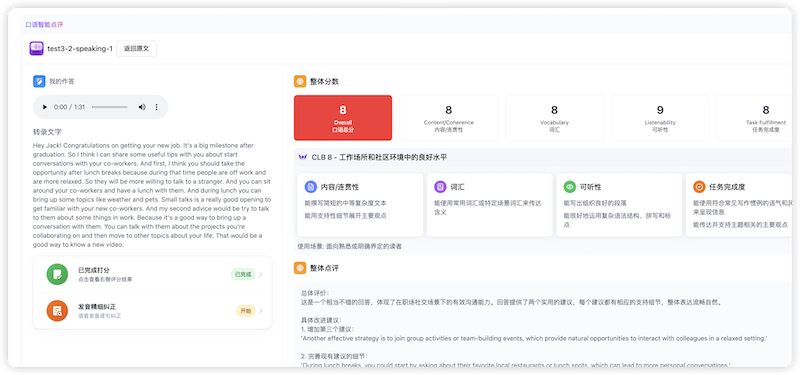 口语智能点评
test3-2-speaking-1
返回原文
我的作答
0:00 / 1:31
转录文字
Hey Jack! Congratulations on getting your new job. It's a big milestone after
graduation. So I think I can share some useful tips with you about start
conversations with your co-workers. And first, I think you should take the
opportunity after lunch breaks because during that time people are off work and
are more relaxed. So they will be more willing to talk to a stranger. And you can sit
around your co-workers and have a lunch with them. And during lunch you can
bring up some topics like weather and pets. Small talks is a really good opening to
get familiar with your new co-workers. And my second advice would be try to talk
to them about some things in work. Because it's a good way to bring up a
conversation with them. You can talk with them about the projects you're
collaborating on and then move to other topics about your life. That would be a
good way to know a new video.
已完成打分
点击查看右侧评分结果
已完成
发音精细纠正
语音发音逐句纠正
开始
整体分数
8
Overall
口语总分
8
Content/Coherence
内容/连贯性
8
Vocabulary
词汇
9
Listenability
可听性
8
Task Fulfillment
任务完成度
CLB 8 - 工作场所和社区环境中的良好水平
内容/连贯性
能撰写简短的中等复杂度文本
能用支持性细节展开主要观点
词汇
能使用常用词汇或特定场景词汇来传达
含义
可听性
能写出组织良好的段落
能很好地运用复杂语法结构、拼写和标
点
任务完成度
能使用符合常见写作惯例的语气和风
来呈现信息
能传达并支持主题相关的主要观点
使用场景: 面向熟悉或明确界定的读者
整体点评
总体评价：
这是一个相当不错的回答，体现了在职场社交场景下的有效沟通能力。回答提供了两个实用的建议，每个建议都有相应的支持细节，整体表达流畅自然。
具体改进建议：
1. 增加第三个建议：
'Another effective strategy is to join group activities or team-building events, which provide natural opportunities to interact with colleagues in a relaxed setting.'
2. 完善现有建议的细节：
'During lunch, you could start by asking about their favorite local restaurants or lunch spots, which can lead to more personal conversations.'